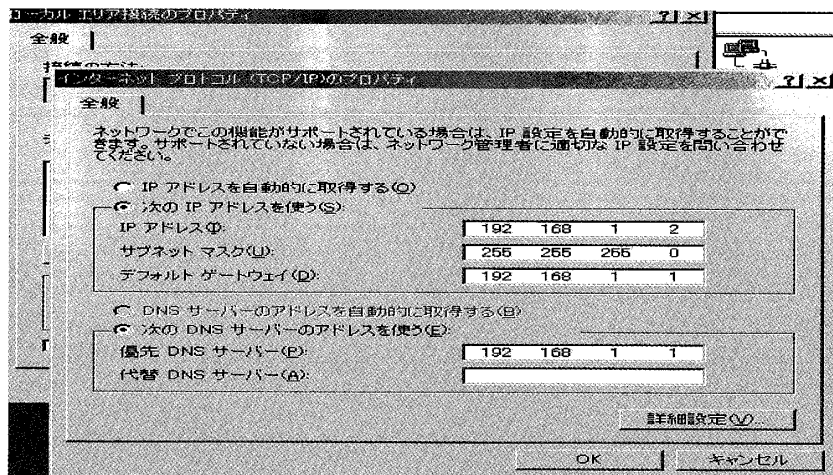 ローカル エリア接続のプロパティ
全般
接続の方法:
インターネット プロトコル (TCP/IP)のプロパティ
全般
ネットワークでこの機能がサポートされている場合は、IP 設定を自動的に取得することがで
きます。サポートされていない場合は、ネットワーク管理者に適切な IP 設定を問い合わせ
てください。
IP アドレスを自動的に取得する(O)
次の IP アドレスを使う(S):
IP アドレス(I): 192 168 1 2
サブネット マスク(U): 255 255 255 0
デフォルト ゲートウェイ(D): 192 168 1 1
DNS サーバーのアドレスを自動的に取得する(B)
次の DNS サーバーのアドレスを使う(E):
優先 DNS サーバー(P): 192 168 1 1
代替 DNS サーバー(A):
詳細設定(V)...
OK キャンセル